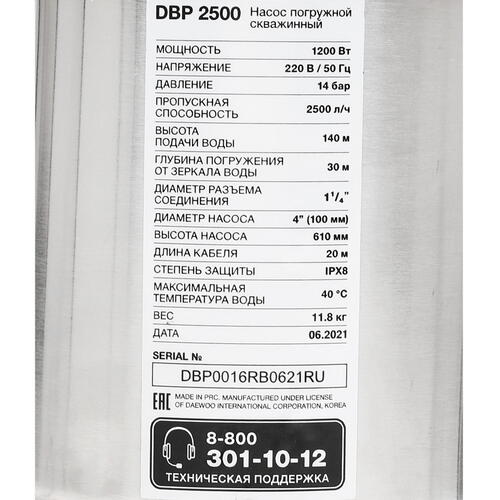 DBP 2500 Насос погружной
скважинный
МОЩНОСТЬ 1200 Вт
НАПРЯЖЕНИЕ 220 В / 50 Гц
ДАВЛЕНИЕ 14 бар
ПРОПУСКНАЯ
СПОСОБНОСТЬ 2500 л/ч
ВЫСОТА
ПОДАЧИ ВОДЫ 140 м
ГЛУБИНА ПОГРУЖЕНИЯ
ОТ ЗЕРКАЛА ВОДЫ 30 м
ДИАМЕТР РАЗЪЕМА
СОЕДИНЕНИЯ 1¹/₄”
ДИАМЕТР НАСОСА 4" (100 мм)
ВЫСОТА НАСОСА 610 мм
ДЛИНА КАБЕЛЯ 20 м
СТЕПЕНЬ ЗАЩИТЫ IPX8
МАКСИМАЛЬНАЯ
ТЕМПЕРАТУРА ВОДЫ 40 °C
ВЕС 11.8 кг
ДАТА 06.2021
SERIAL №
DBP0016RB0621RU
EAC MADE IN PRC. MANUFACTURED UNDER LICENSE
OF DAEWOO INTERNATIONAL CORPORATION, KOREA
8-800
301-10-12
ТЕХНИЧЕСКАЯ ПОДДЕРЖКА